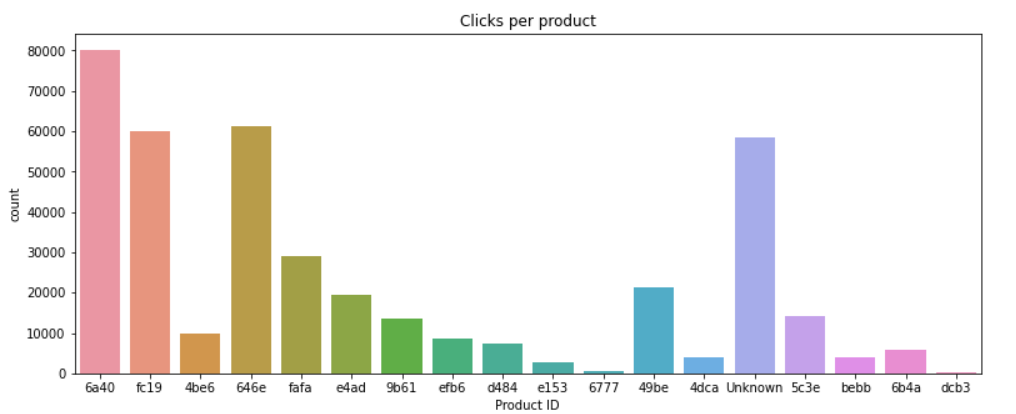 Clicks per product
80000
70000
60000
50000
40000
30000
20000
10000
0
count
6a40 fc19 4be6 646e fafa e4ad 9b61 efb6 d484 e153 6777 49be 4dca Unknown 5c3e bebb 6b4a dcb3
Product ID